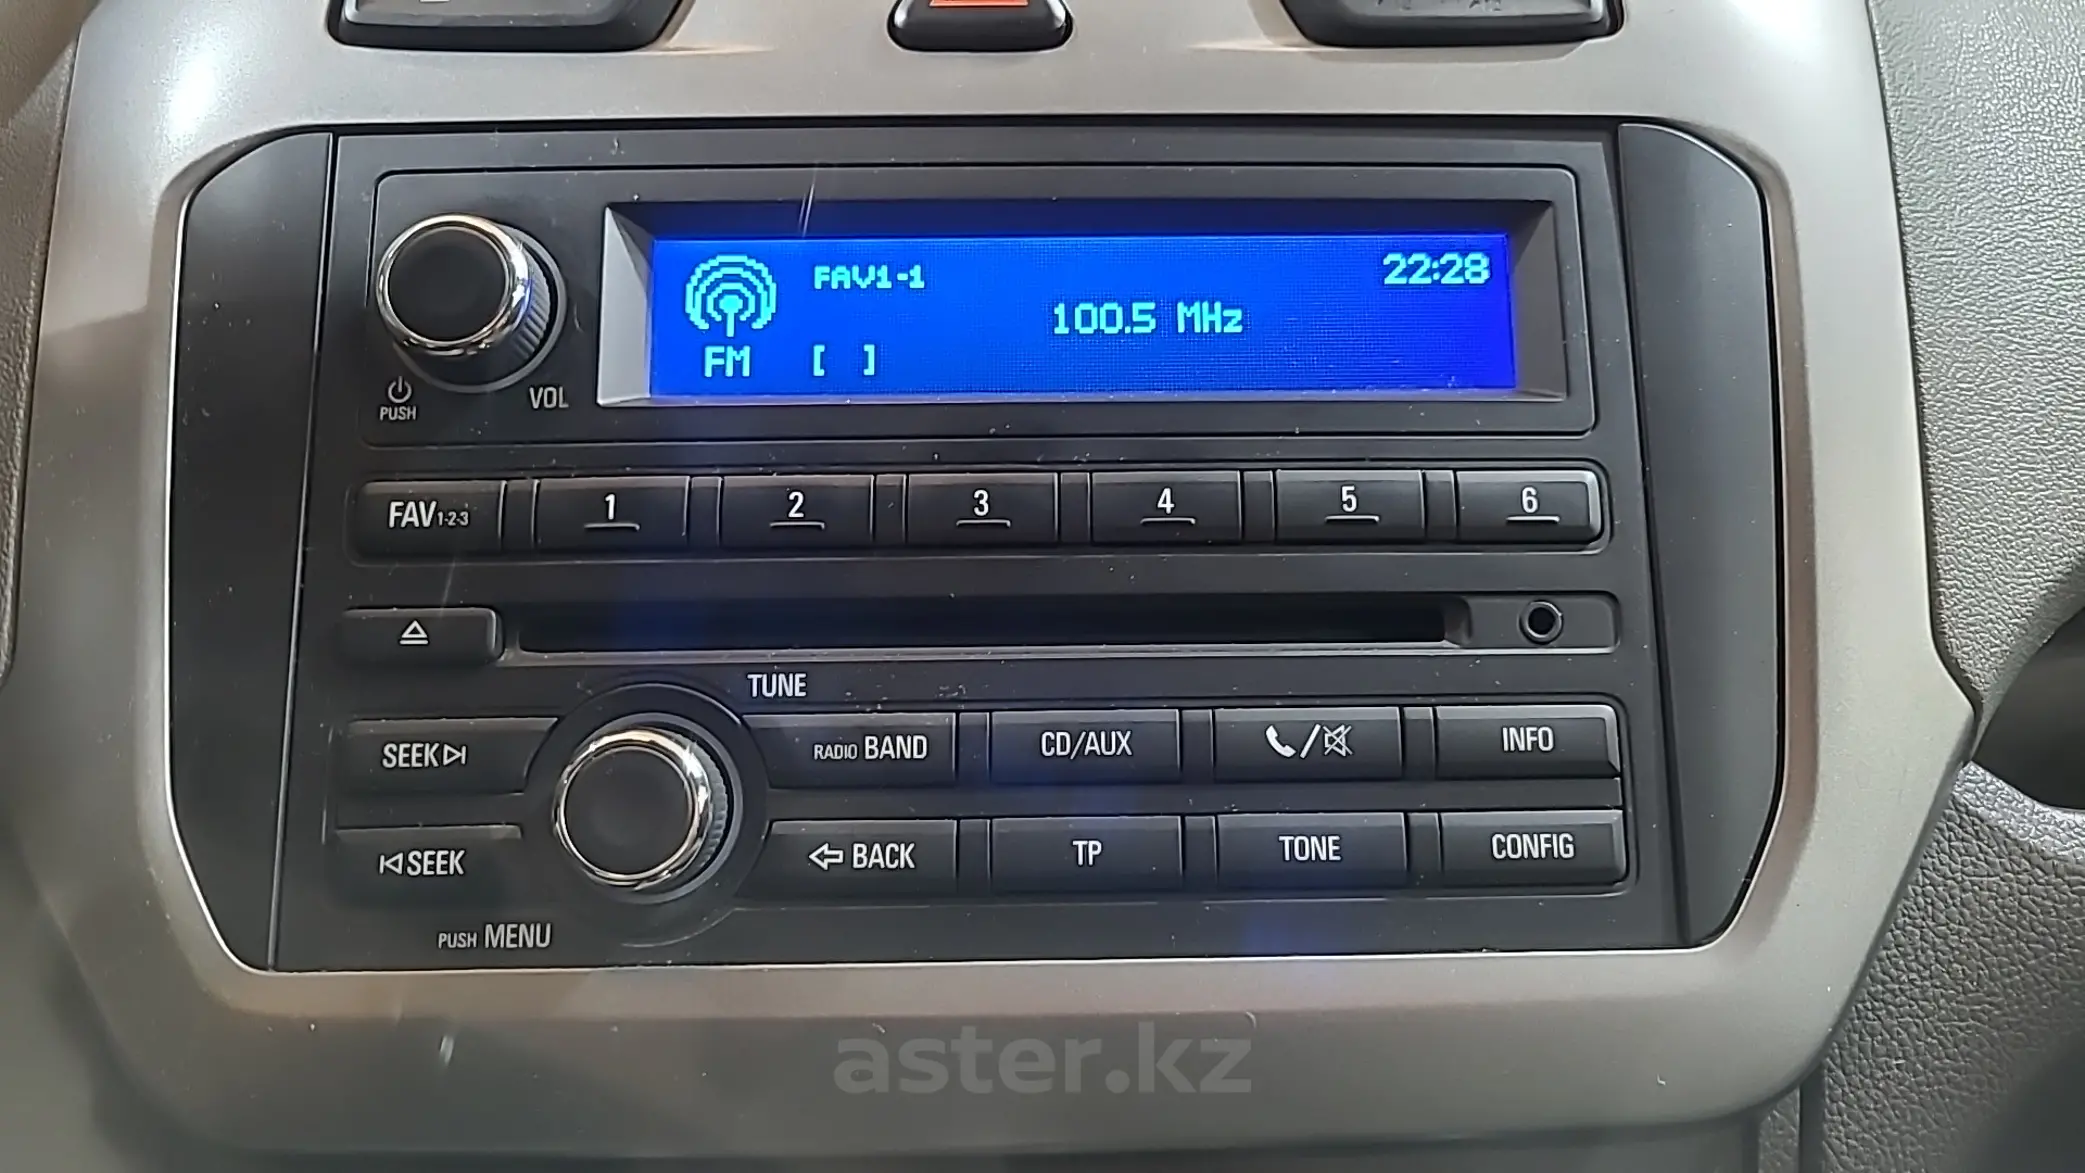 FAV1-1
22:28
100.5 MHz
FM [ ]
PUSH
VOL
FAV1-2-3
1
2
3
4
5
6
TUNE
SEEK
RADIO BAND
CD/AUX
INFO
SEEK
BACK
TP
TONE
CONFIG
PUSH MENU
aster.kz